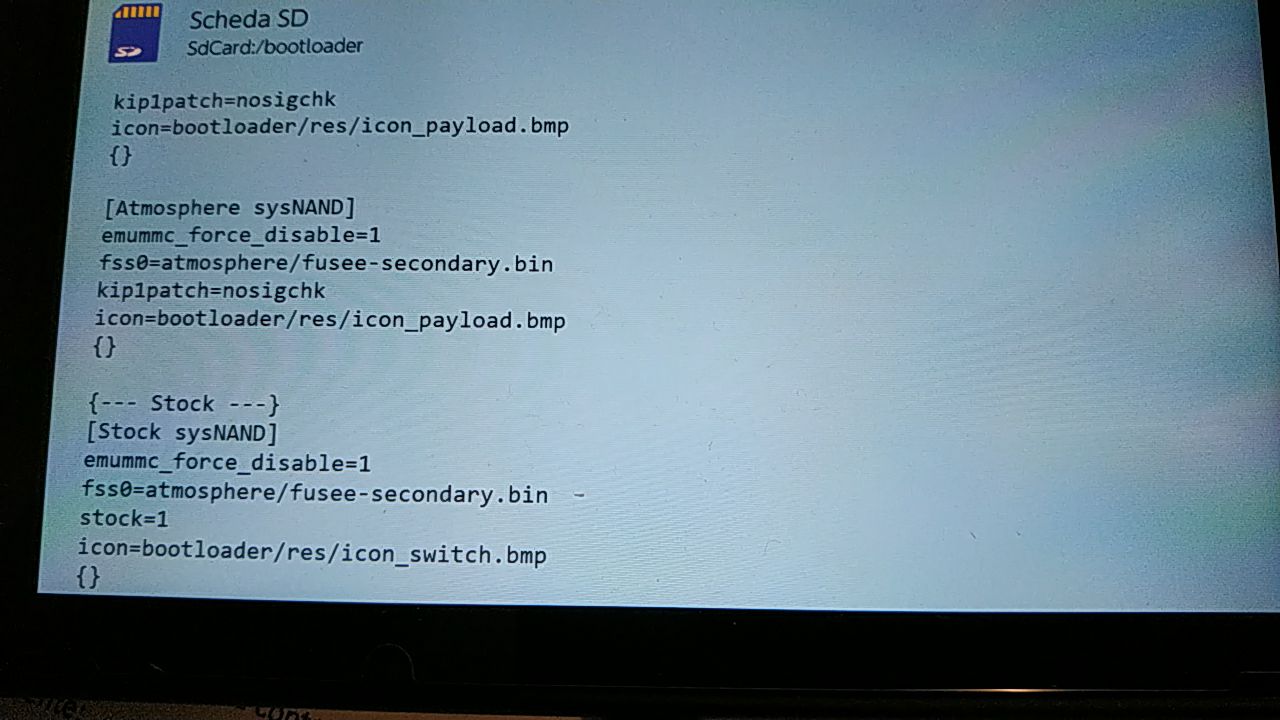 Scheda SD
SdCard:/bootloader
kip1patch=nosigchk
icon=bootloader/res/icon_payload.bmp
{}
[Atmosphere sysNAND]
emummc_force_disable=1
fss0=atmosphere/fusee-secondary.bin
kip1patch=nosigchk
icon=bootloader/res/icon_payload.bmp
{}
{--- Stock ---}
[Stock sysNAND]
emummc_force_disable=1
fss0=atmosphere/fusee-secondary.bin
stock=1
icon=bootloader/res/icon_switch.bmp
{}